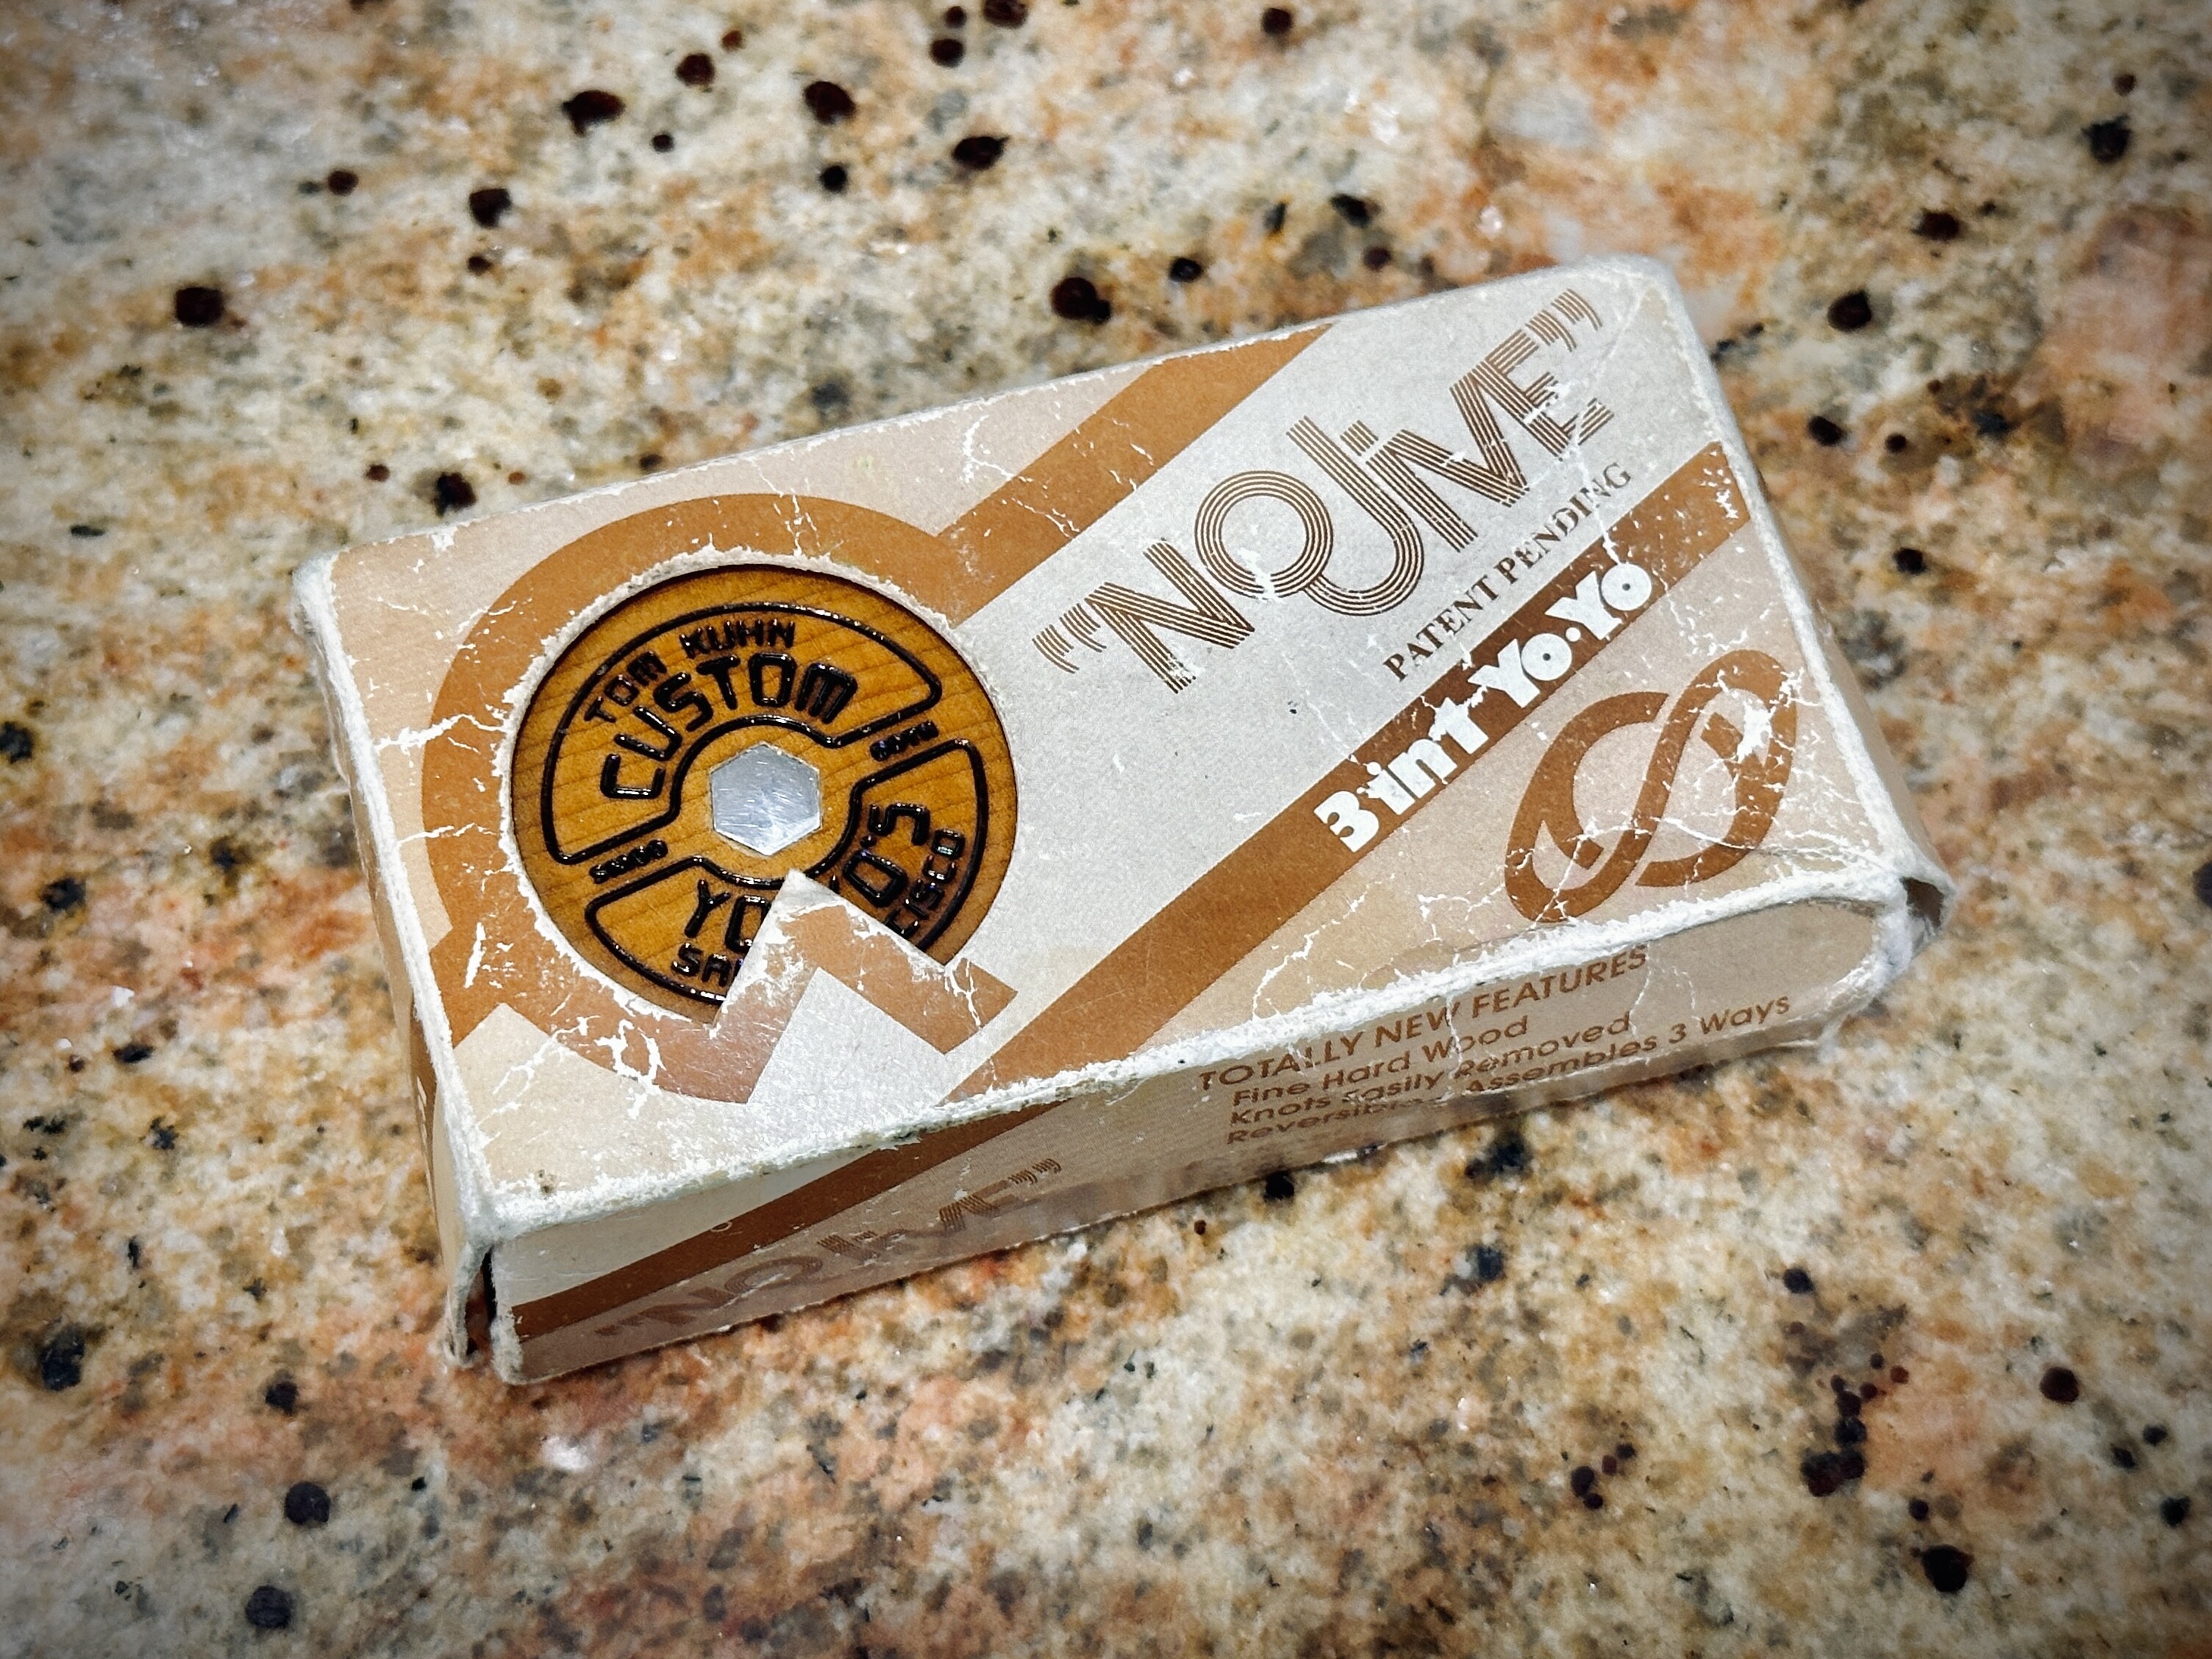 "NO JIVE"
PATENT PENDING
3 in 1 YO·YO
TOM KUHN
CUSTOM
YO
TOTALLY NEW FEATURES
Fine Hard Wood
Knots Easily Removed
Assembles 3 Ways
"NO JIVE"